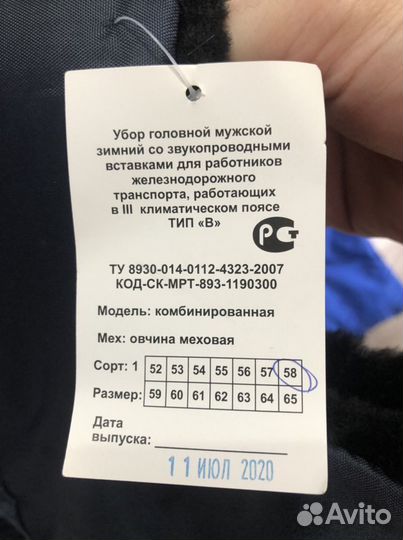 Убор головной мужской
зимний со звукопроводными
вставками для работников
железнодорожного
транспорта, работающих
в III климатическом поясе
ТИП «В»
РСТ
ТУ 8930-014-0112-4323-2007
КОД-СК-МРТ-893-1190300
Модель: комбинированная
Мех: овчина меховая
Сорт: 1 52 53 54 55 56 57 58
Размер: 59 60 61 62 63 64 65
Дата
выпуска:
11 ИЮЛ 2020
Avito